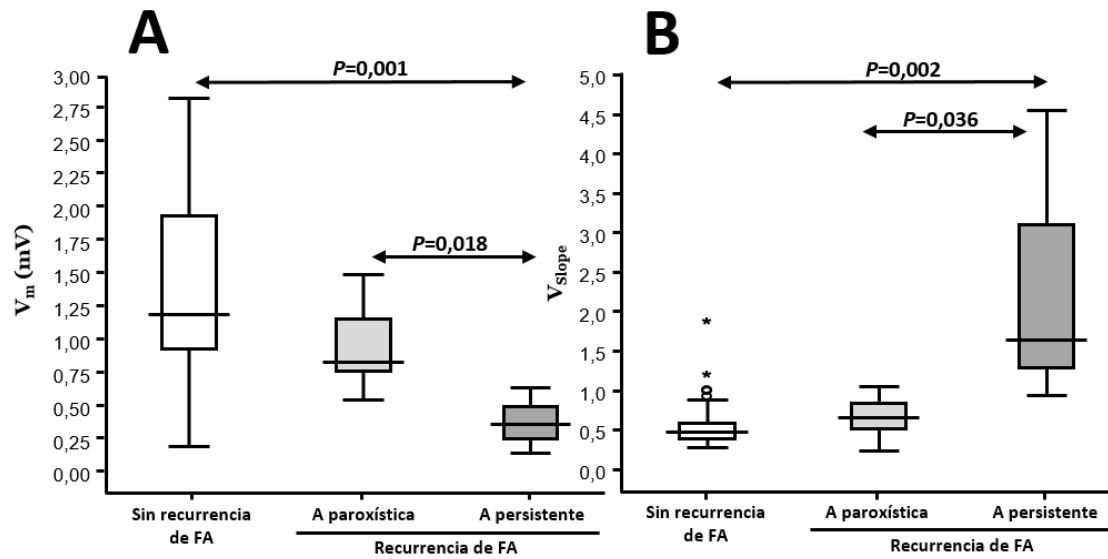 A
P=0,001
P=0,018
3,00
2,75
2,50
2,25
2,00
1,75
1,50
1,25
1,00
0,75
0,50
0,25
0,00
Vm (mV)
Sin recurrencia
de FA
A paroxística
A persistente
Recurrencia de FA
B
P=0,002
P=0,036
5,0
4,5
4,0
3,5
3,0
2,5
2,0
1,5
1,0
0,5
0,0
VSlope
*
*
Sin recurrencia
de FA
A paroxística
A persistente
Recurrencia de FA